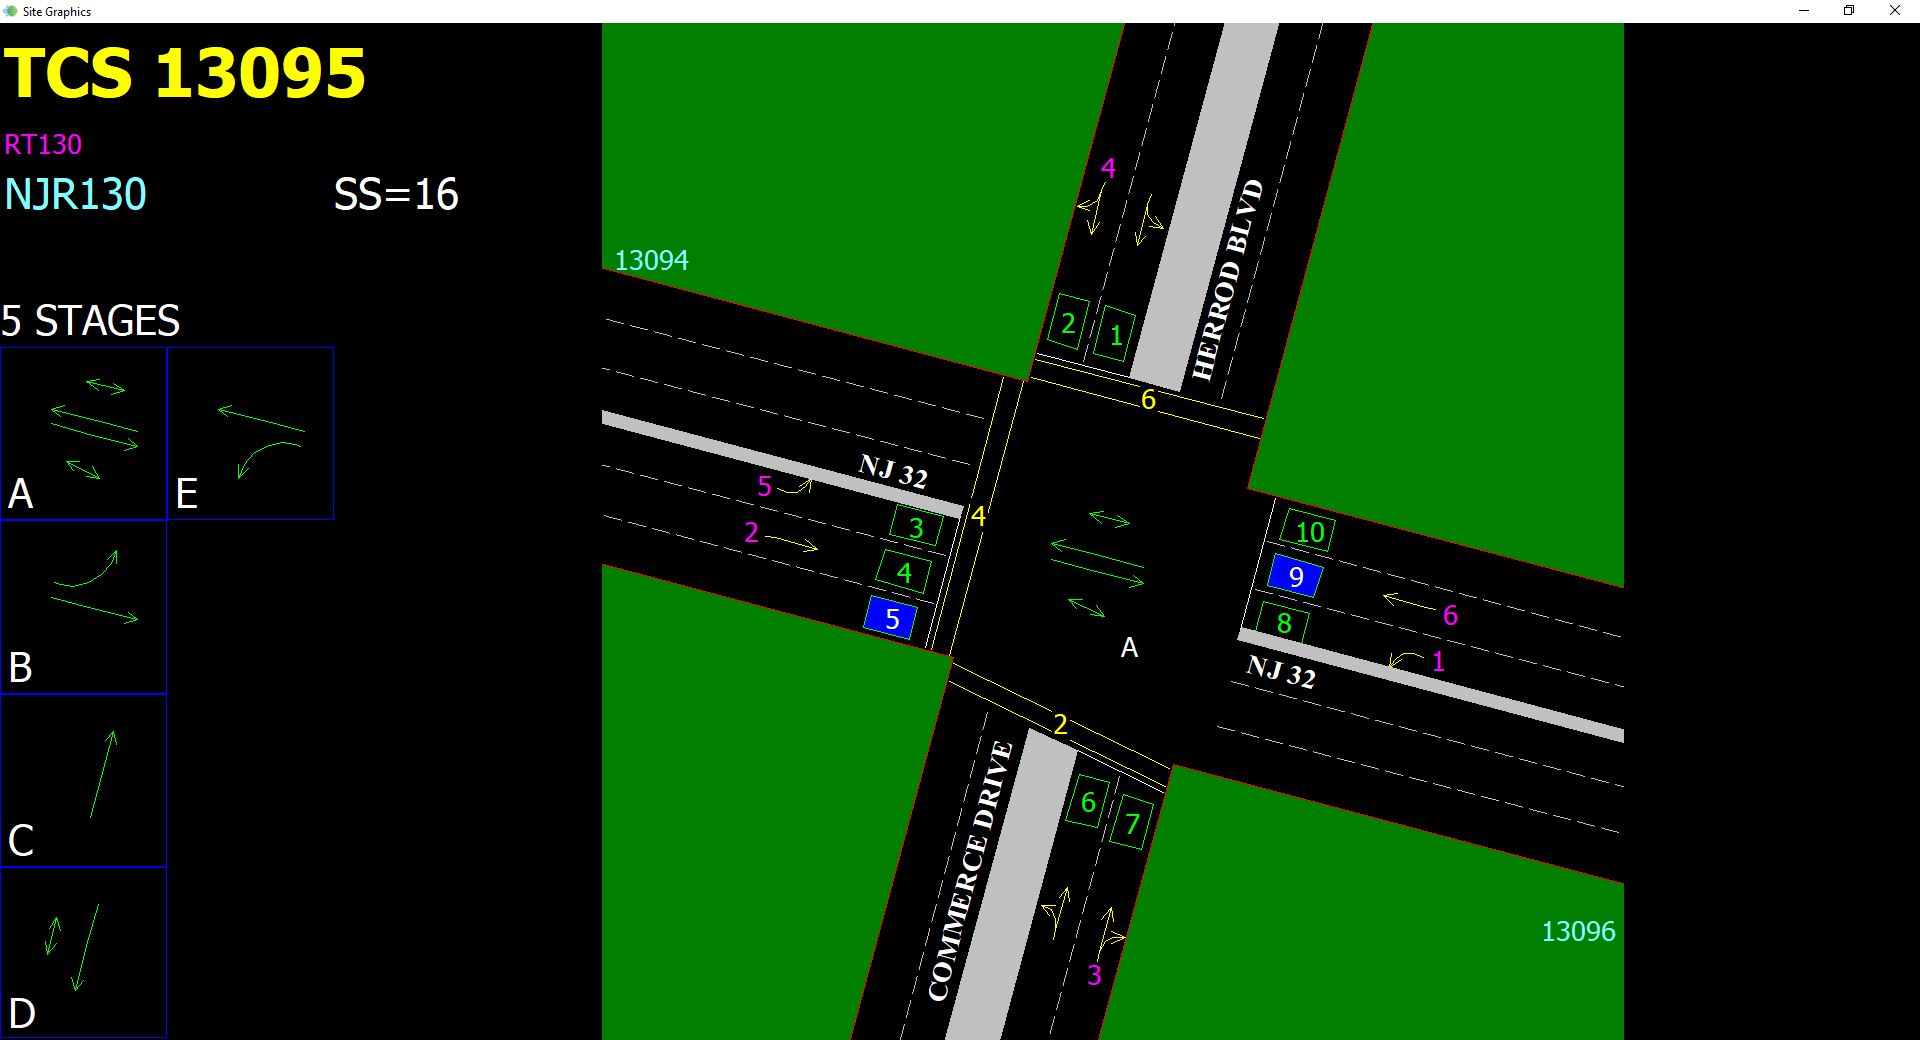 Site Graphics
TCS 13095
RT130
NJR130
SS=16
5 STAGES
A
E
B
C
D
13094
4
2
1
HERROD BLVD
6
NJ 32
5
3
4
2
4
5
10
9
6
8
1
NJ 32
A
2
COMMERCE DRIVE
6
7
3
13096